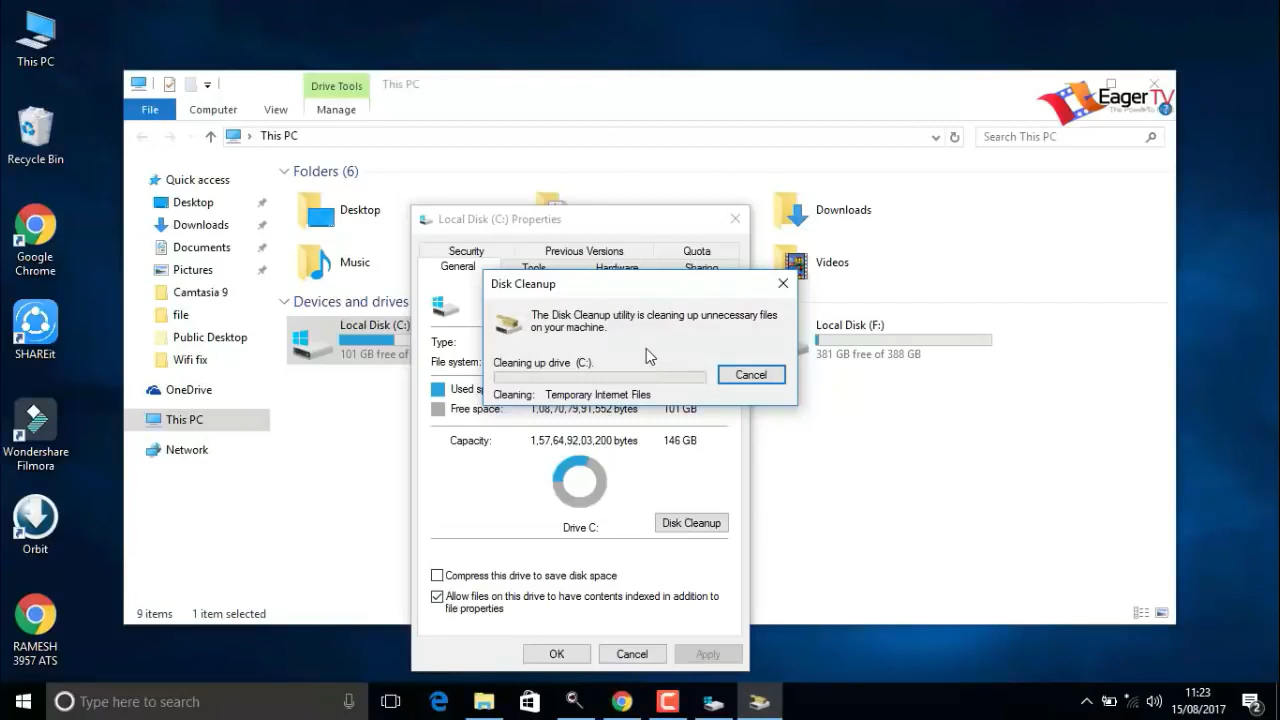 This PC
Recycle Bin
Google
Chrome
SHAREit
Wondershare
Filmora
Orbit
RAMESH
3957 ATS
Drive Tools
This PC
File
Computer
View
Manage
EagerTV
This PC
Search This PC
Quick access
Desktop
Downloads
Documents
Pictures
Camtasia 9
file
Public Desktop
Wifi fix
OneDrive
This PC
Network
Folders (6)
Desktop
Downloads
Music
Videos
Devices and drives
Local Disk (C:)
101 GB free of
Local Disk (F:)
381 GB free of 388 GB
9 items
1 item selected
Local Disk (C:) Properties
Security
Previous Versions
Quota
General
Tools
Hardware
Sharing
Type:
File system:
Used s
Free space:
1,08,70,79,91,552 bytes
101 GB
Capacity:
1,57,64,92,03,200 bytes
146 GB
Drive C:
Disk Cleanup
Compress this drive to save disk space
Allow files on this drive to have contents indexed in addition to
file properties
OK
Cancel
Apply
Disk Cleanup
The Disk Cleanup utility is cleaning up unnecessary files
on your machine.
Cleaning up drive (C:).
Cancel
Cleaning: Temporary Internet Files
Type here to search
11:23
15/08/2017
2